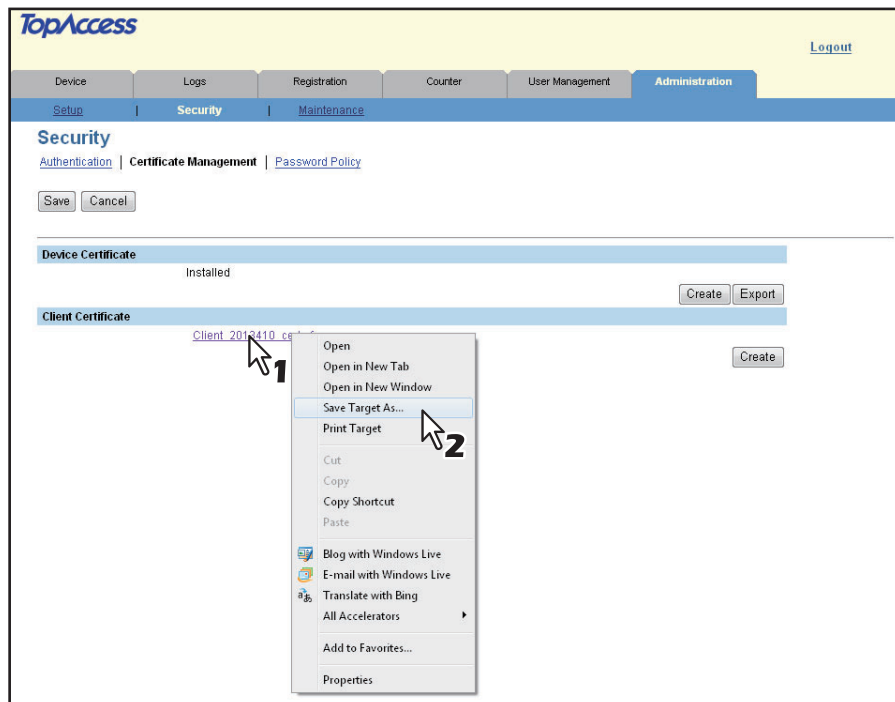 TopAccess
Logout
Device Logs Registration Counter User Management Administration
Setup | Security | Maintenance
Security
Authentication | Certificate Management | Password Policy
Save Cancel
Device Certificate
Installed
Create Export
Client Certificate
Client_2013410_cert
1
Create
Open
Open in New Tab
Open in New Window
Save Target As...
2
Print Target
Cut
Copy
Copy Shortcut
Paste
Blog with Windows Live
E-mail with Windows Live
Translate with Bing
All Accelerators
Add to Favorites...
Properties